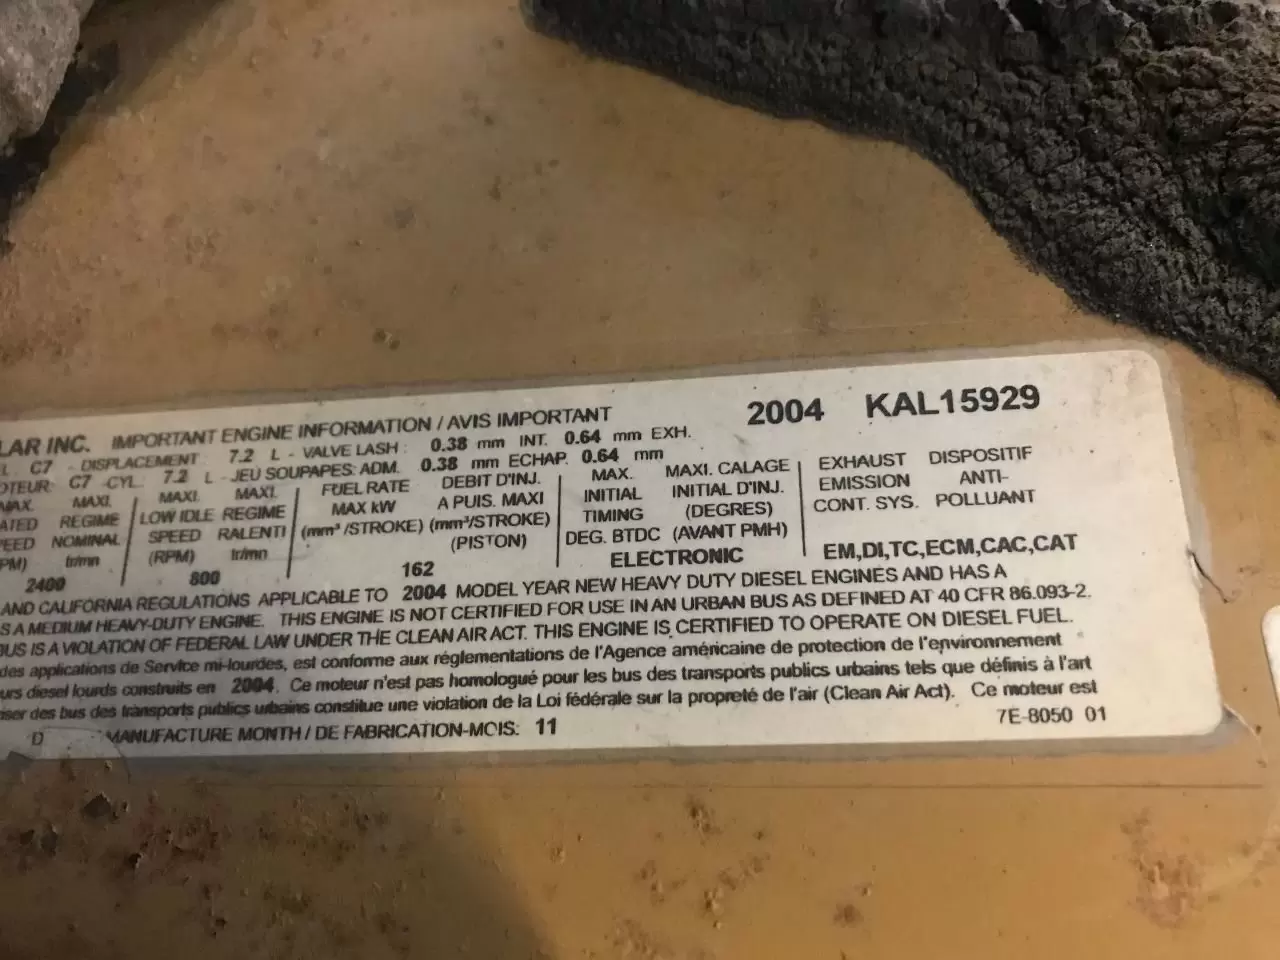 LAR INC. IMPORTANT ENGINE INFORMATION / AVIS IMPORTANT 2004 KAL15929
L C7 - DISPLACEMENT 7.2 L - VALVE LASH : 0.38 mm INT. 0.64 mm EXH.
OTEUR: C7 -CYL. 7.2 L - JEU SOUPAPES: ADM. 0.38 mm ECHAP. 0.64 mm
MAX. MAXI. MAXI. MAXI. FUEL RATE DEBIT D'INJ. MAX. MAXI. CALAGE EXHAUST DISPOSITIF
ATED REGIME LOW IDLE REGIME MAX kW A PUIS. MAXI INITIAL INITIAL D'INJ. EMISSION ANTI-
PEED NOMINAL SPEED RALENTI (mm³ /STROKE) (mm³/STROKE) TIMING (DEGRES) CONT. SYS. POLLUANT
PM) tr/mn (RPM) tr/mn (PISTON) DEG. BTDC (AVANT PMH)
2400 800 162 ELECTRONIC EM,DI,TC,ECM,CAC,CAT
AND CALIFORNIA REGULATIONS APPLICABLE TO 2004 MODEL YEAR NEW HEAVY DUTY DIESEL ENGINES AND HAS A
S A MEDIUM HEAVY-DUTY ENGINE. THIS ENGINE IS NOT CERTIFIED FOR USE IN AN URBAN BUS AS DEFINED AT 40 CFR 86.093-2.
BUS IS A VIOLATION OF FEDERAL LAW UNDER THE CLEAN AIR ACT. THIS ENGINE IS CERTIFIED TO OPERATE ON DIESEL FUEL.
des applications de Service mi-lourdes, est conforme aux réglementations de l'Agence américaine de protection de l'environnement
urs diesel lourds construits en 2004. Ce moteur n'est pas homologué pour les bus des transports publics urbains tels que définis à l'art
iser des bus des transports publics urbains constitue une violation de la Loi fédérale sur la propreté de l'air (Clean Air Act). Ce moteur est
D MANUFACTURE MONTH / DE FABRICATION-MOIS: 11 7E-8050 01